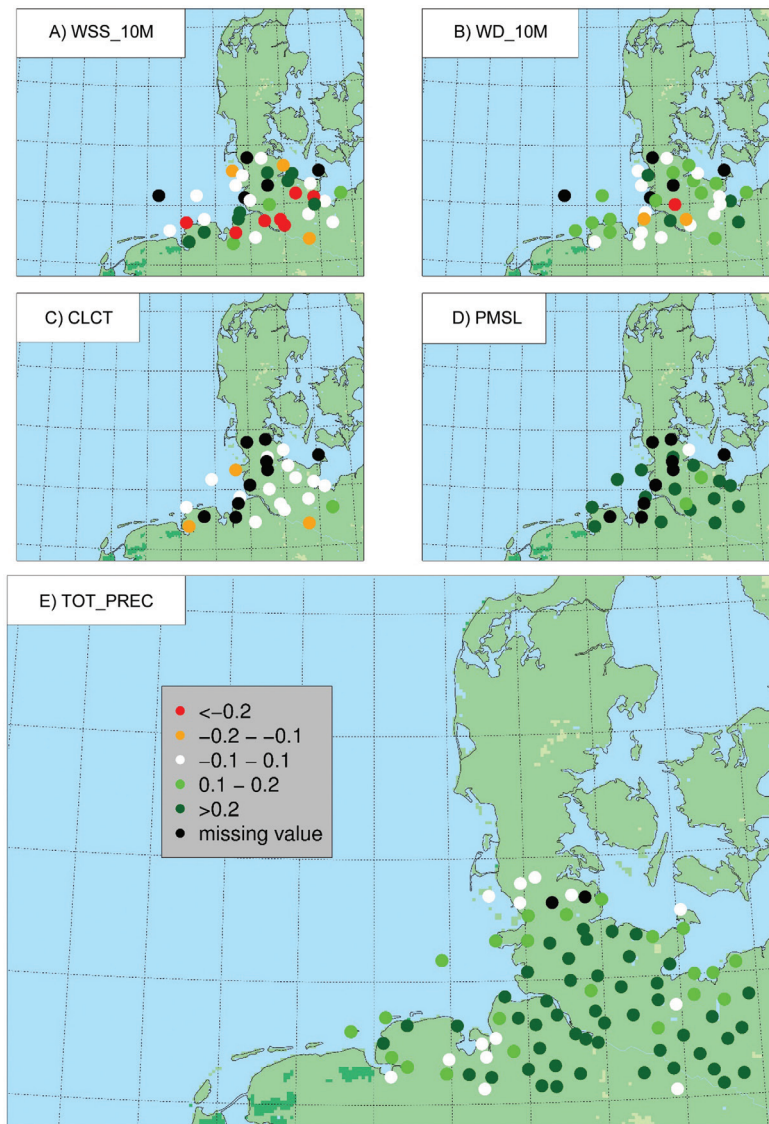 A) WSS_10M
B) WD_10M
C) CLCT
D) PMSL
E) TOT_PREC
<-0.2
-0.2 – -0.1
-0.1 – 0.1
0.1 – 0.2
>0.2
missing value